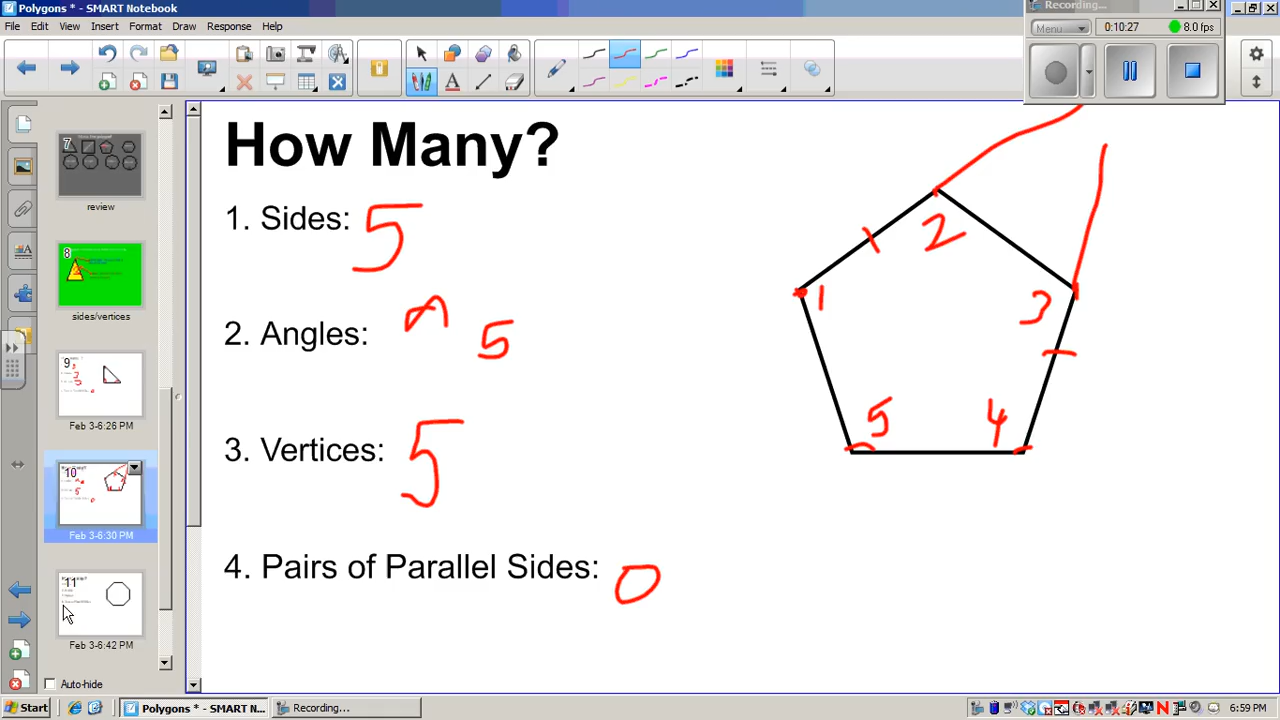 Polygons * - SMART Notebook
Recording...
File Edit View Insert Format Draw Response Help
Menu 0:10:27 8.0 fps
How Many?
1. Sides: 5
2. Angles: 5
3. Vertices: 5
4. Pairs of Parallel Sides: 0
1
2
3
4
5
7
review
8
sides/vertices
9
Feb 3-6:26 PM
10
Feb 3-6:30 PM
11
Feb 3-6:42 PM
Auto-hide
Start Polygons * - SMART N... Recording... 6:59 PM